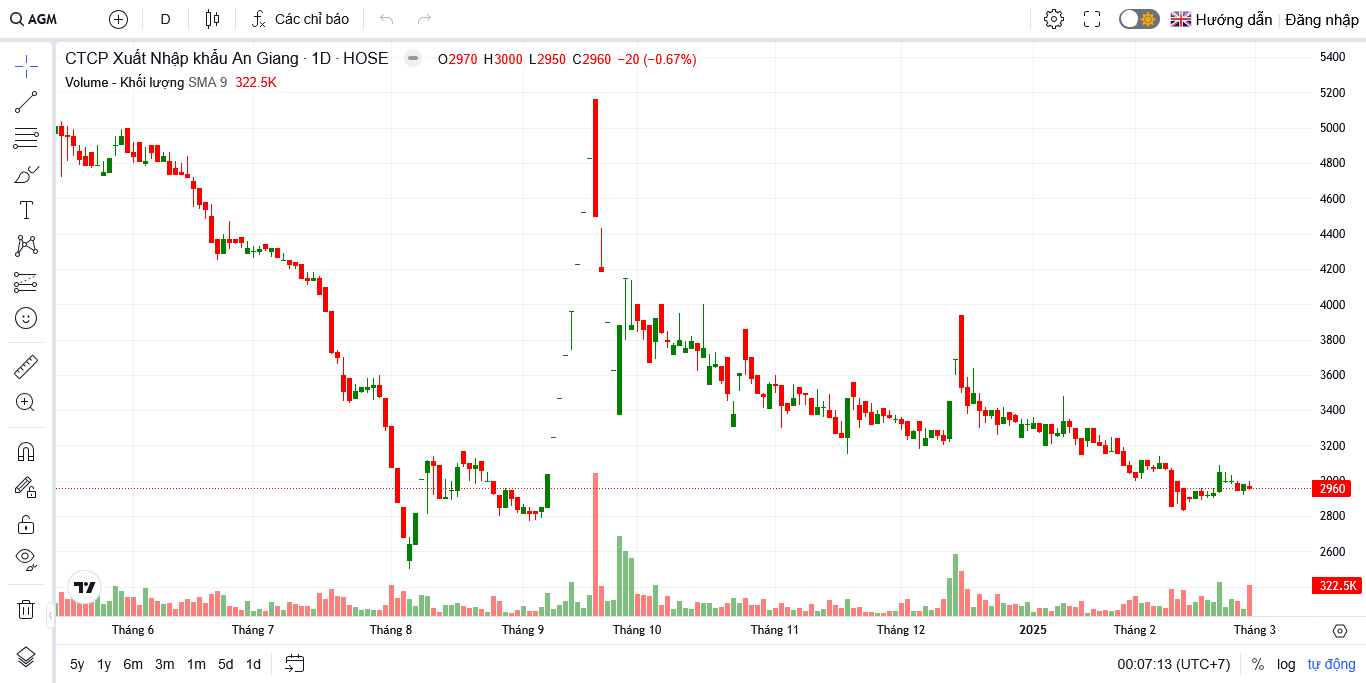 AGM D Các chỉ báo Hướng dẫn Đăng nhập
CTCP Xuất Nhập khẩu An Giang · 1D · HOSE O2970 H3000 L2950 C2960 −20 (−0.67%)
Volume - Khối lượng SMA 9 322.5K
5400
5200
5000
4800
4600
4400
4200
4000
3800
3600
3400
3200
3000
2960
2800
2600
322.5K
Tháng 6 Tháng 7 Tháng 8 Tháng 9 Tháng 10 Tháng 11 Tháng 12 2025 Tháng 2 Tháng 3
5y 1y 6m 3m 1m 5d 1d 00:07:13 (UTC+7) % log tự động